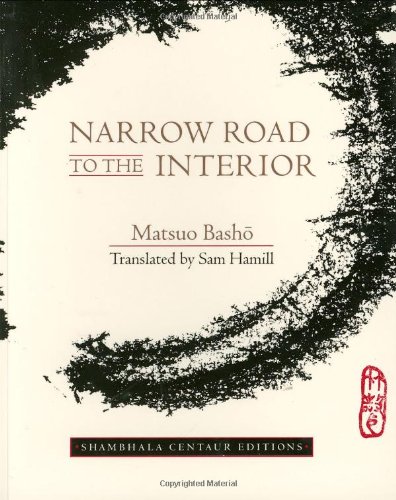 Copyrighted Material
NARROW ROAD
TO THE INTERIOR
Matsuo Bashō
Translated by Sam Hamill
·SHAMBHALA CENTAUR EDITIONS·
Copyrighted Material